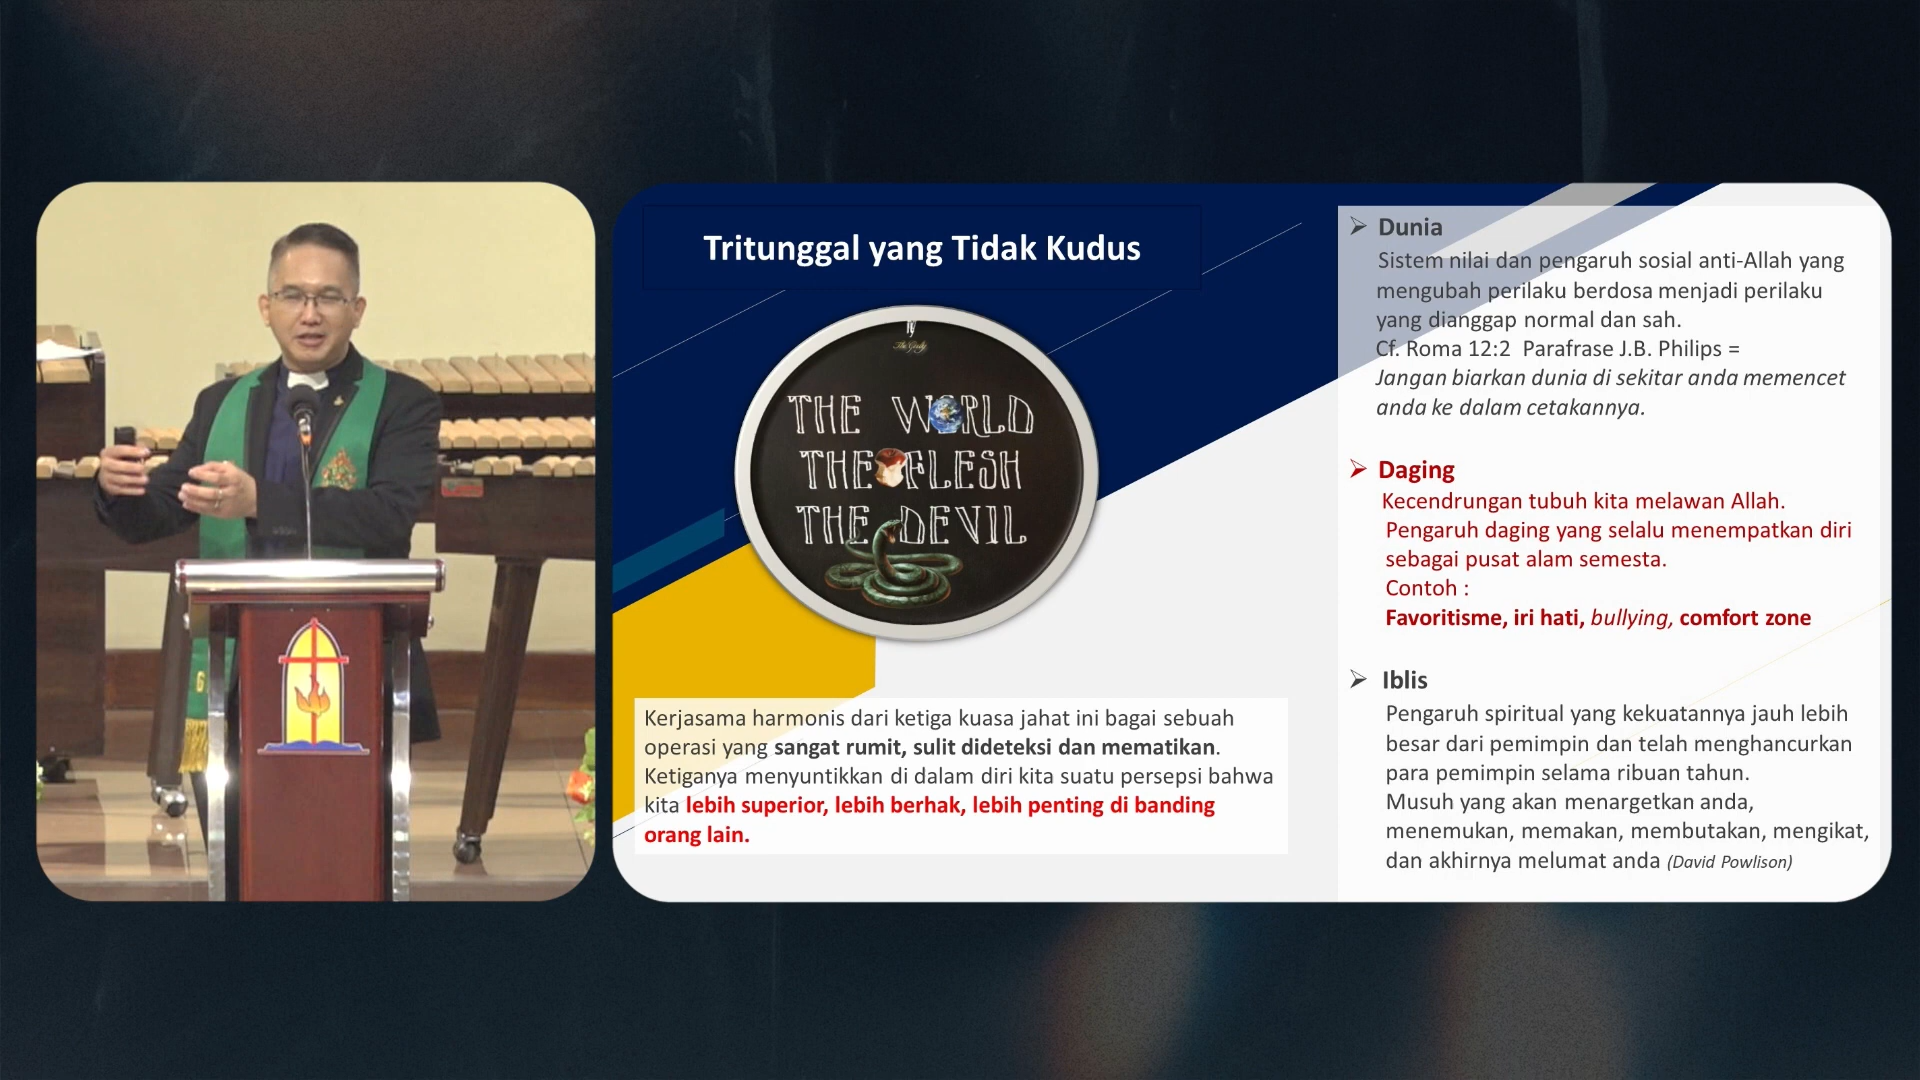 Tritunggal yang Tidak Kudus
The Godly
THE WORLD
THE FLESH
THE DEVIL
Kerjasama harmonis dari ketiga kuasa jahat ini bagai sebuah
operasi yang sangat rumit, sulit dideteksi dan mematikan.
Ketiganya menyuntikkan di dalam diri kita suatu persepsi bahwa
kita lebih superior, lebih berhak, lebih penting di banding
orang lain.
➢ Dunia
Sistem nilai dan pengaruh sosial anti-Allah yang
mengubah perilaku berdosa menjadi perilaku
yang dianggap normal dan sah.
Cf. Roma 12:2 Parafrase J.B. Philips =
Jangan biarkan dunia di sekitar anda memencet
anda ke dalam cetakannya.
➢ Daging
Kecendrungan tubuh kita melawan Allah.
Pengaruh daging yang selalu menempatkan diri
sebagai pusat alam semesta.
Contoh :
Favoritisme, iri hati, bullying, comfort zone
➢ Iblis
Pengaruh spiritual yang kekuatannya jauh lebih
besar dari pemimpin dan telah menghancurkan
para pemimpin selama ribuan tahun.
Musuh yang akan menargetkan anda,
menemukan, memakan, membutakan, mengikat,
dan akhirnya melumat anda (David Powlison)